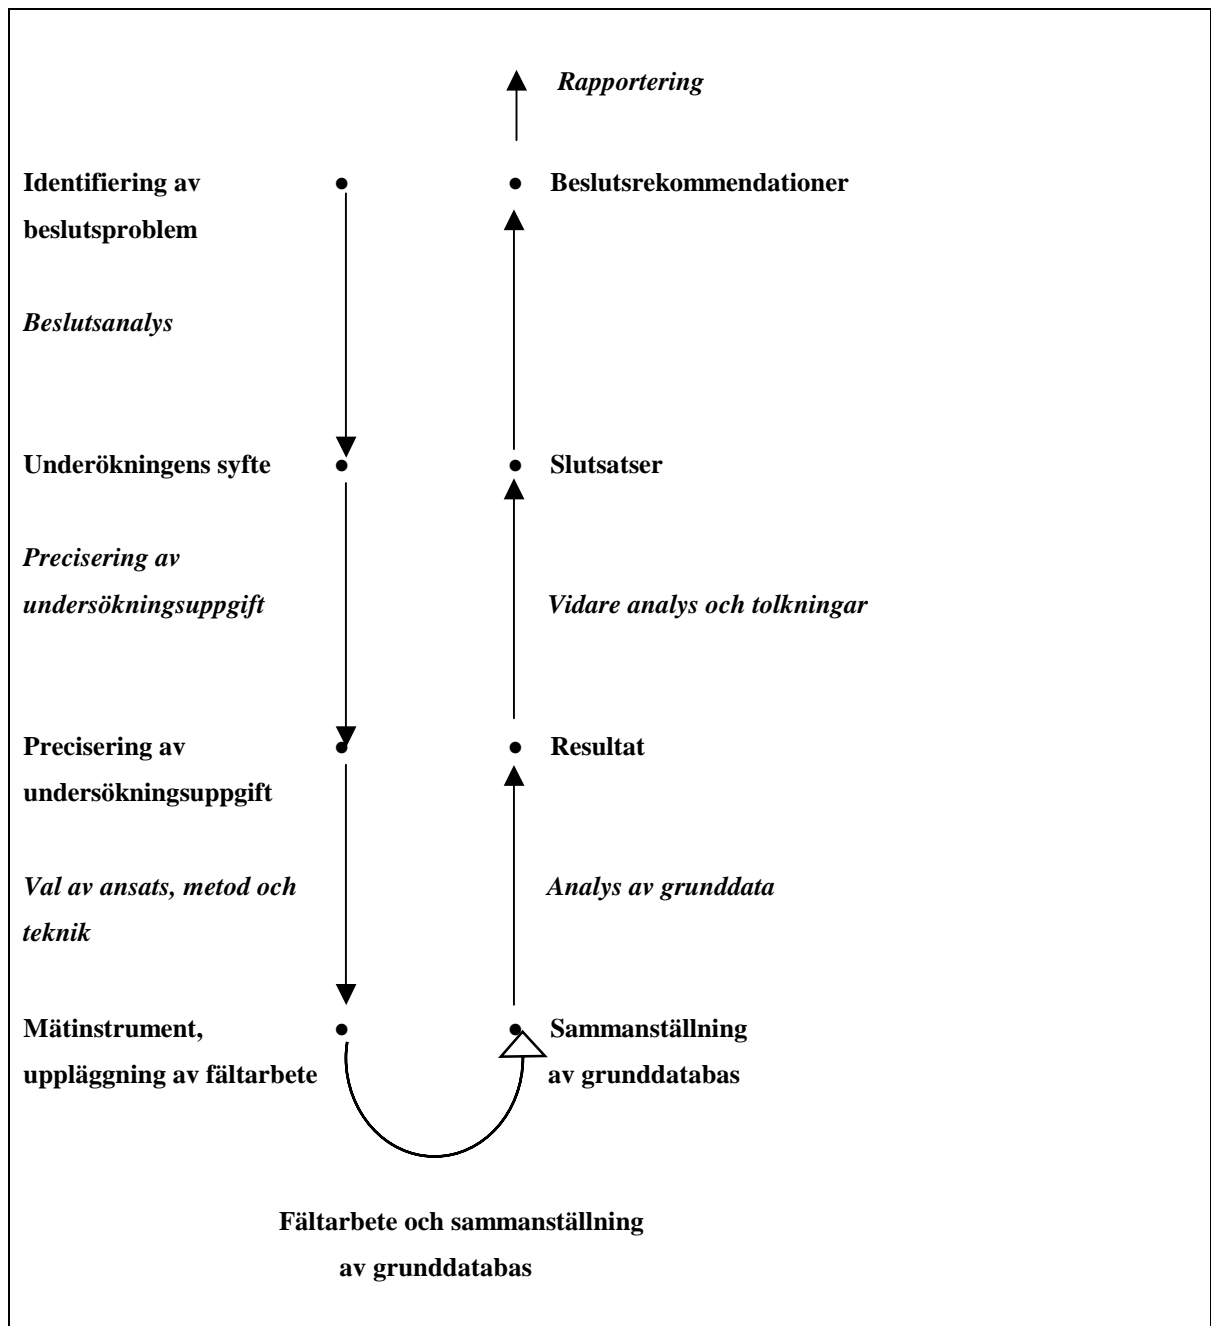 Rapportering
Identifiering av
beslutsproblem
Beslutsrekommendationer
Beslutsanalys
Underökningens syfte
Slutsatser
Precisering av
undersökningsuppgift
Vidare analys och tolkningar
Precisering av
undersökningsuppgift
Resultat
Val av ansats, metod och
teknik
Analys av grunddata
Mätinstrument,
uppläggning av fältarbete
Sammanställning
av grunddatabas
Fältarbete och sammanställning
av grunddatabas